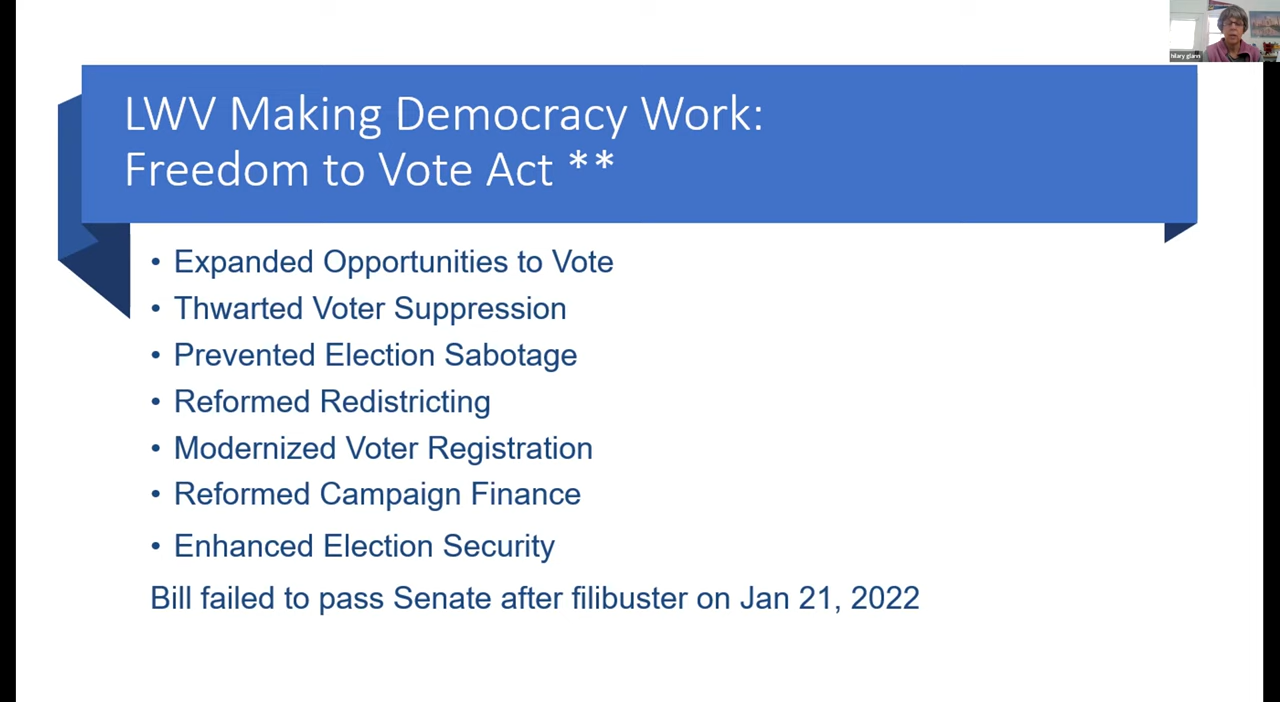 hilary glann
LWV Making Democracy Work:
Freedom to Vote Act **
• Expanded Opportunities to Vote
• Thwarted Voter Suppression
• Prevented Election Sabotage
• Reformed Redistricting
• Modernized Voter Registration
• Reformed Campaign Finance
• Enhanced Election Security
Bill failed to pass Senate after filibuster on Jan 21, 2022